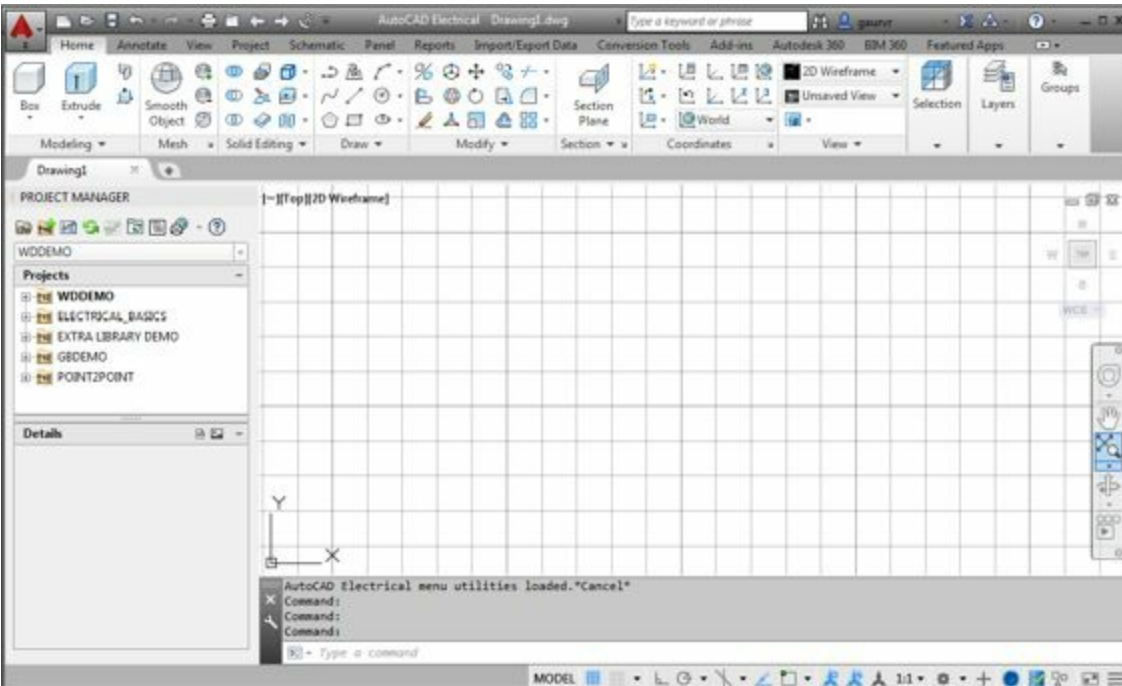 AutoCAD Electrical Drawing1.dwg Type a keyword or phrase gaurvr
Home Annotate View Project Schematic Panel Reports Import/Export Data Conversion Tools Add-ins Autodesk 360 BIM 360 Featured Apps
Box Extrude Smooth Object Section Plane 2D Wireframe Unsaved View World Selection Layers Groups
Modeling Mesh Solid Editing Draw Modify Section Coordinates View
Drawing1
PROJECT MANAGER
[−][Top][2D Wireframe]
WDDEMO
Projects
WDDEMO
ELECTRICAL_BASICS
EXTRA LIBRARY DEMO
GBDEMO
POINT2POINT
Details
W TOP
WCS
Y
X
AutoCAD Electrical menu utilities loaded.*Cancel*
Command:
Command:
Command:
Type a command
MODEL 1:1